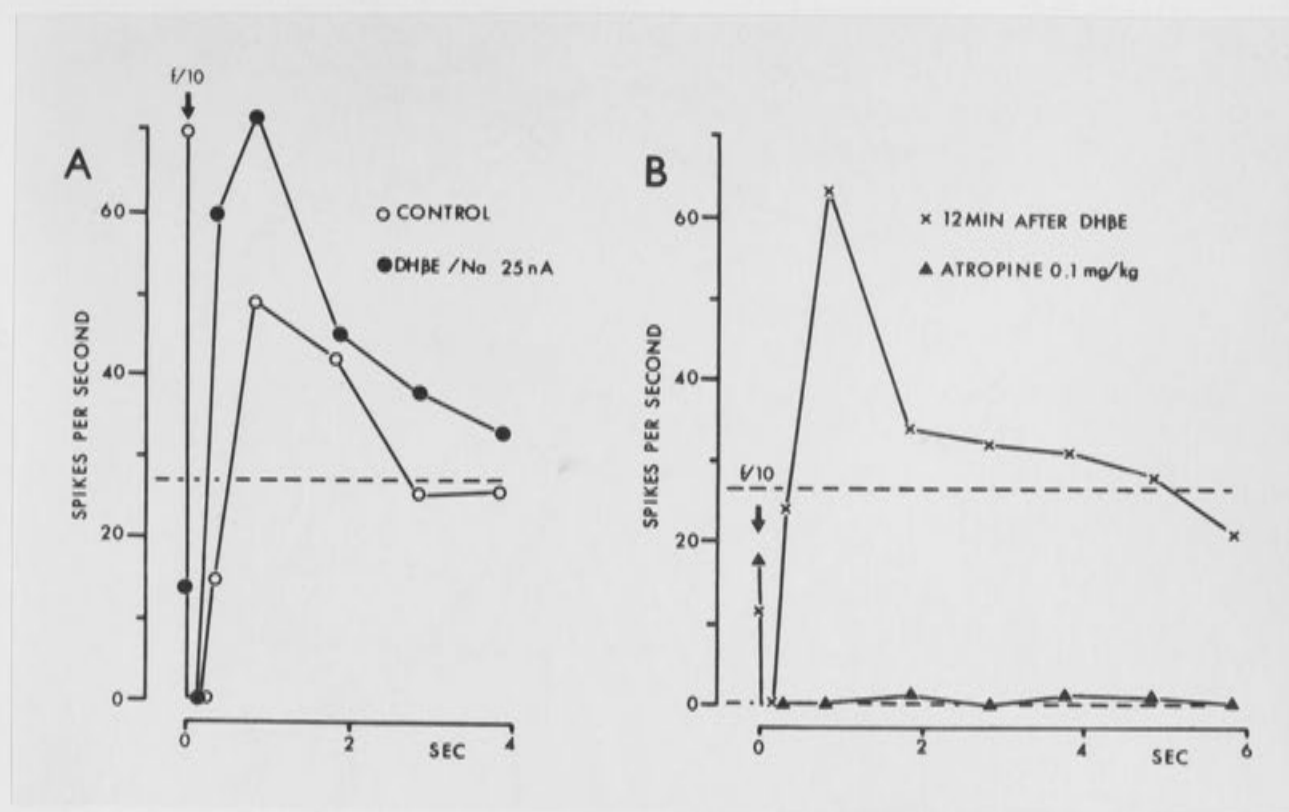 f/10
A
60
40
20
0
SPIKES PER SECOND
○ CONTROL
● DHβE /Na 25 nA
0 2 4
SEC
B
60
40
20
0
SPIKES PER SECOND
× 12 MIN AFTER DHβE
▲ ATROPINE 0.1 mg/kg
f/10
0 2 4 6
SEC